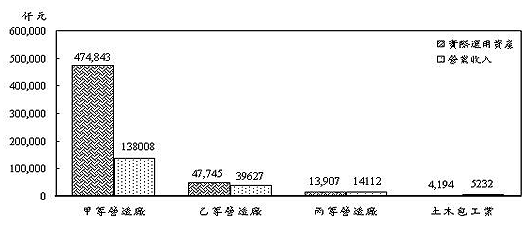 仟元
600,000
500,000
400,000
300,000
200,000
100,000
0
實際運用資產
營業收入
474,843
138008
47,745
39627
13,907
14112
4,194
5232
甲等營造廠
乙等營造廠
丙等營造廠
土木包工業